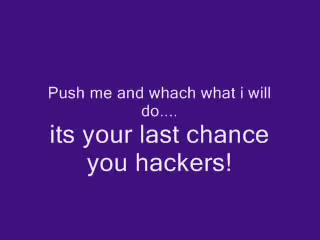 Push me and whach what i will
do....
its your last chance
you hackers!